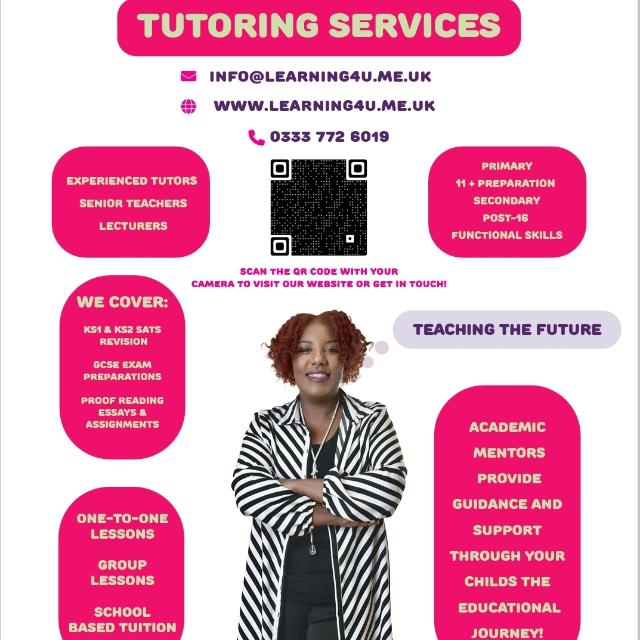 TUTORING SERVICES
INFO@LEARNING4U.ME.UK
WWW.LEARNING4U.ME.UK
0333 772 6019
EXPERIENCED TUTORS
SENIOR TEACHERS
LECTURERS
PRIMARY
11 + PREPARATION
SECONDARY
POST-16
FUNCTIONAL SKILLS
SCAN THE QR CODE WITH YOUR
CAMERA TO VISIT OUR WEBSITE OR GET IN TOUCH!
WE COVER:
KS1 & KS2 SATS
REVISION
GCSE EXAM
PREPARATIONS
PROOF READING
ESSAYS &
ASSIGNMENTS
TEACHING THE FUTURE
ONE-TO-ONE
LESSONS
GROUP
LESSONS
SCHOOL
BASED TUITION
ACADEMIC
MENTORS
PROVIDE
GUIDANCE AND
SUPPORT
THROUGH YOUR
CHILDS THE
EDUCATIONAL
JOURNEY!